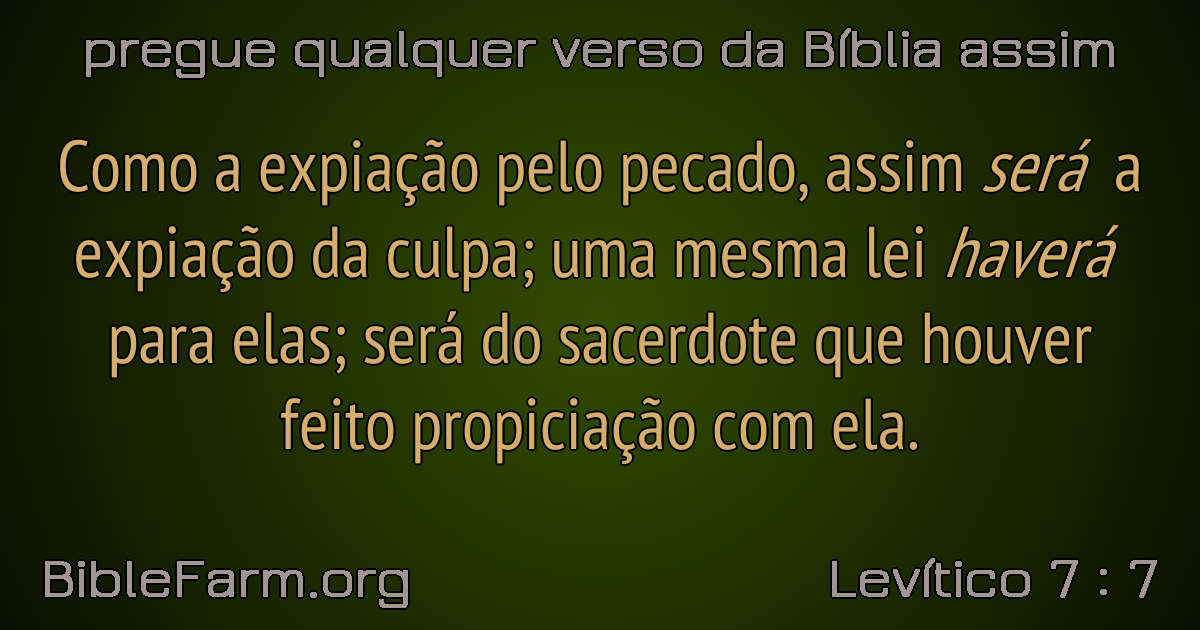 pregue qualquer verso da Bíblia assim
Como a expiação pelo pecado, assim será a
expiação da culpa; uma mesma lei haverá
para elas; será do sacerdote que houver
feito propiciação com ela.
BibleFarm.org
Levítico 7 : 7